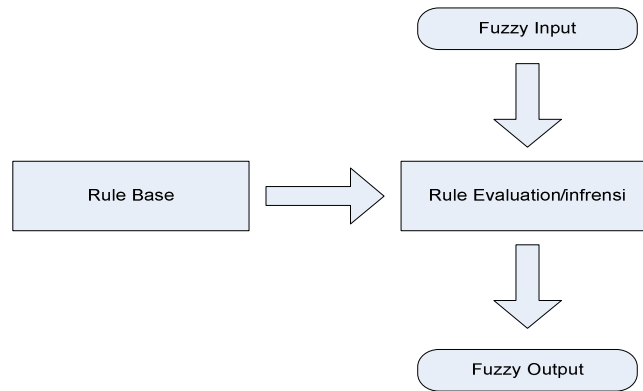 Fuzzy Input
Rule Base
Rule Evaluation/infrensi
Fuzzy Output